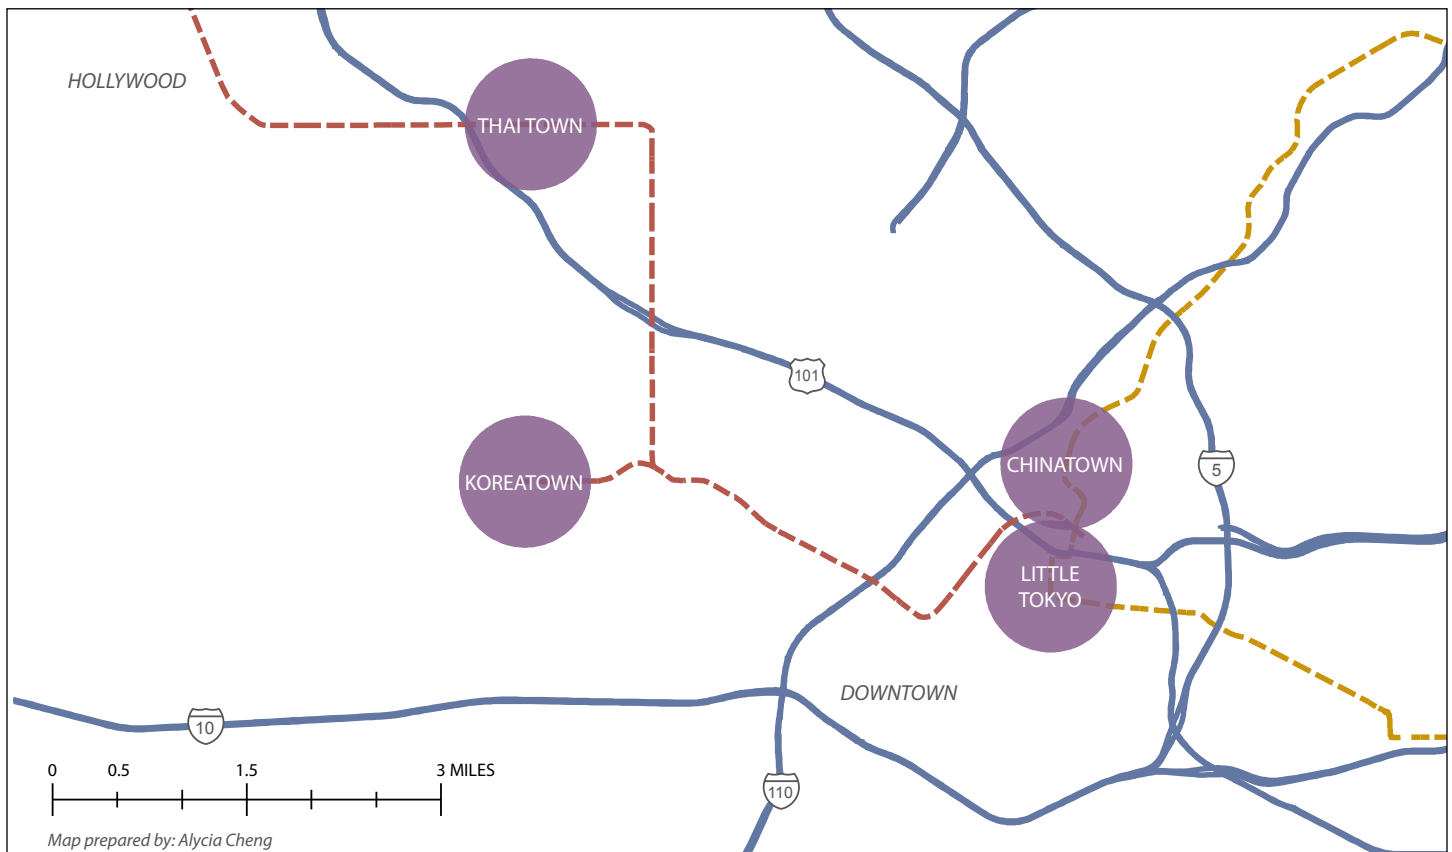 HOLLYWOOD
THAI TOWN
101
KOREATOWN
CHINATOWN
5
LITTLE
TOKYO
DOWNTOWN
10
0 0.5 1.5 3 MILES
110
Map prepared by: Alycia Cheng